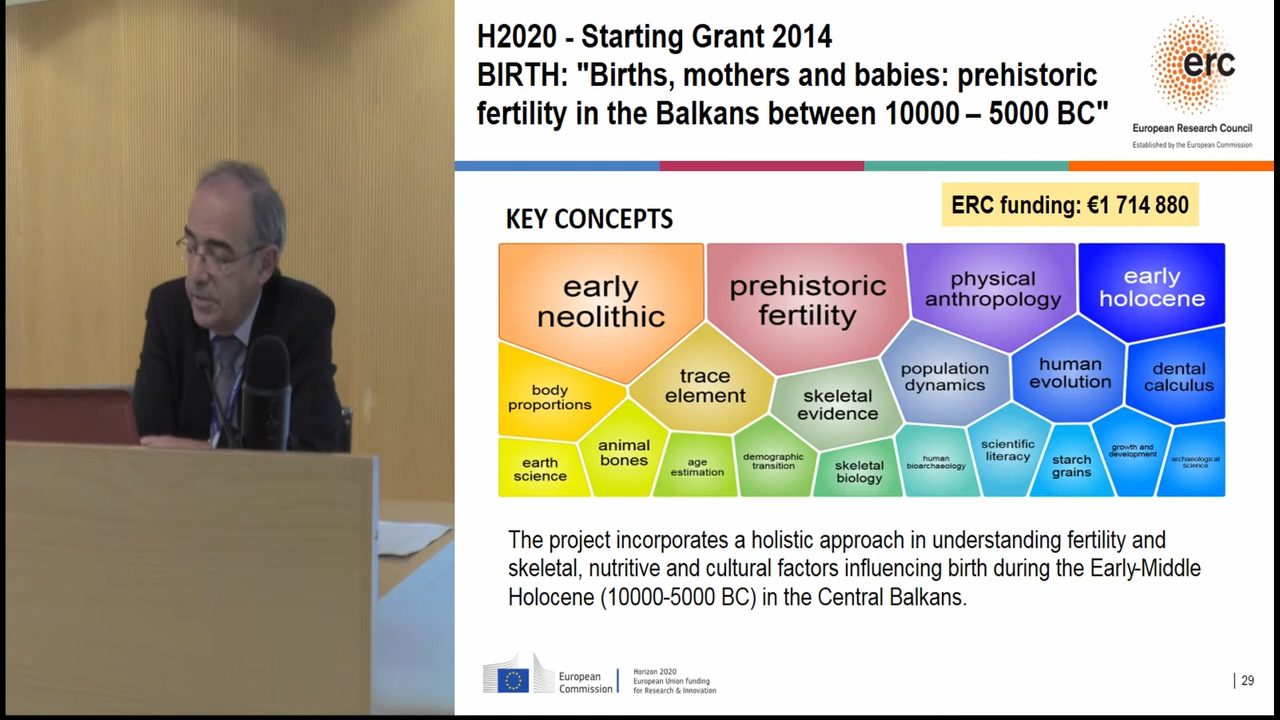 H2020 - Starting Grant 2014
BIRTH: "Births, mothers and babies: prehistoric
fertility in the Balkans between 10000 – 5000 BC"
erc
European Research Council
Established by the European Commission
ERC funding: €1 714 880
KEY CONCEPTS
early
neolithic
prehistoric
fertility
physical
anthropology
early
holocene
body
proportions
trace
element
skeletal
evidence
population
dynamics
human
evolution
dental
calculus
earth
science
animal
bones
age
estimation
demographic
transition
skeletal
biology
human
bioarchaeology
scientific
literacy
starch
grains
growth and
development
archaeological
science
The project incorporates a holistic approach in understanding fertility and
skeletal, nutritive and cultural factors influencing birth during the Early-Middle
Holocene (10000-5000 BC) in the Central Balkans.
European
Commission
Horizon 2020
European Union funding
for Research & Innovation
| 29